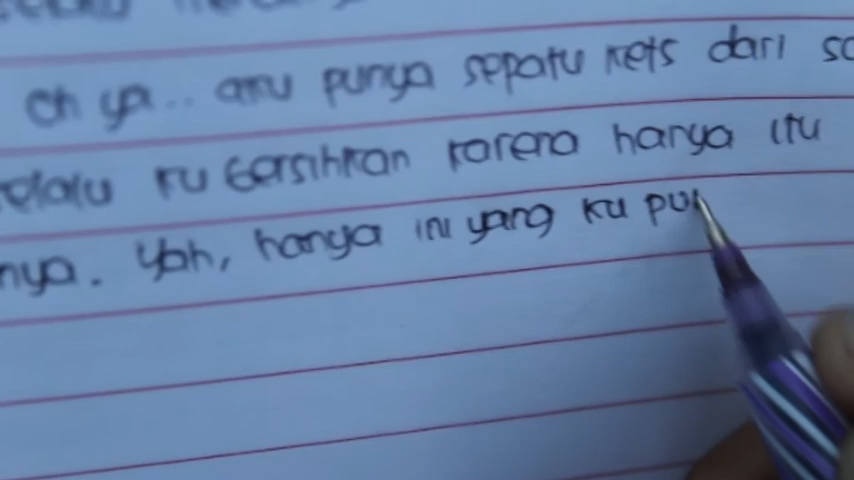 oh ya.. aku punya sepatu kets dari
selalu ku bersihkan karena hanya itu
nya. Yah, hanya ini yang ku pu